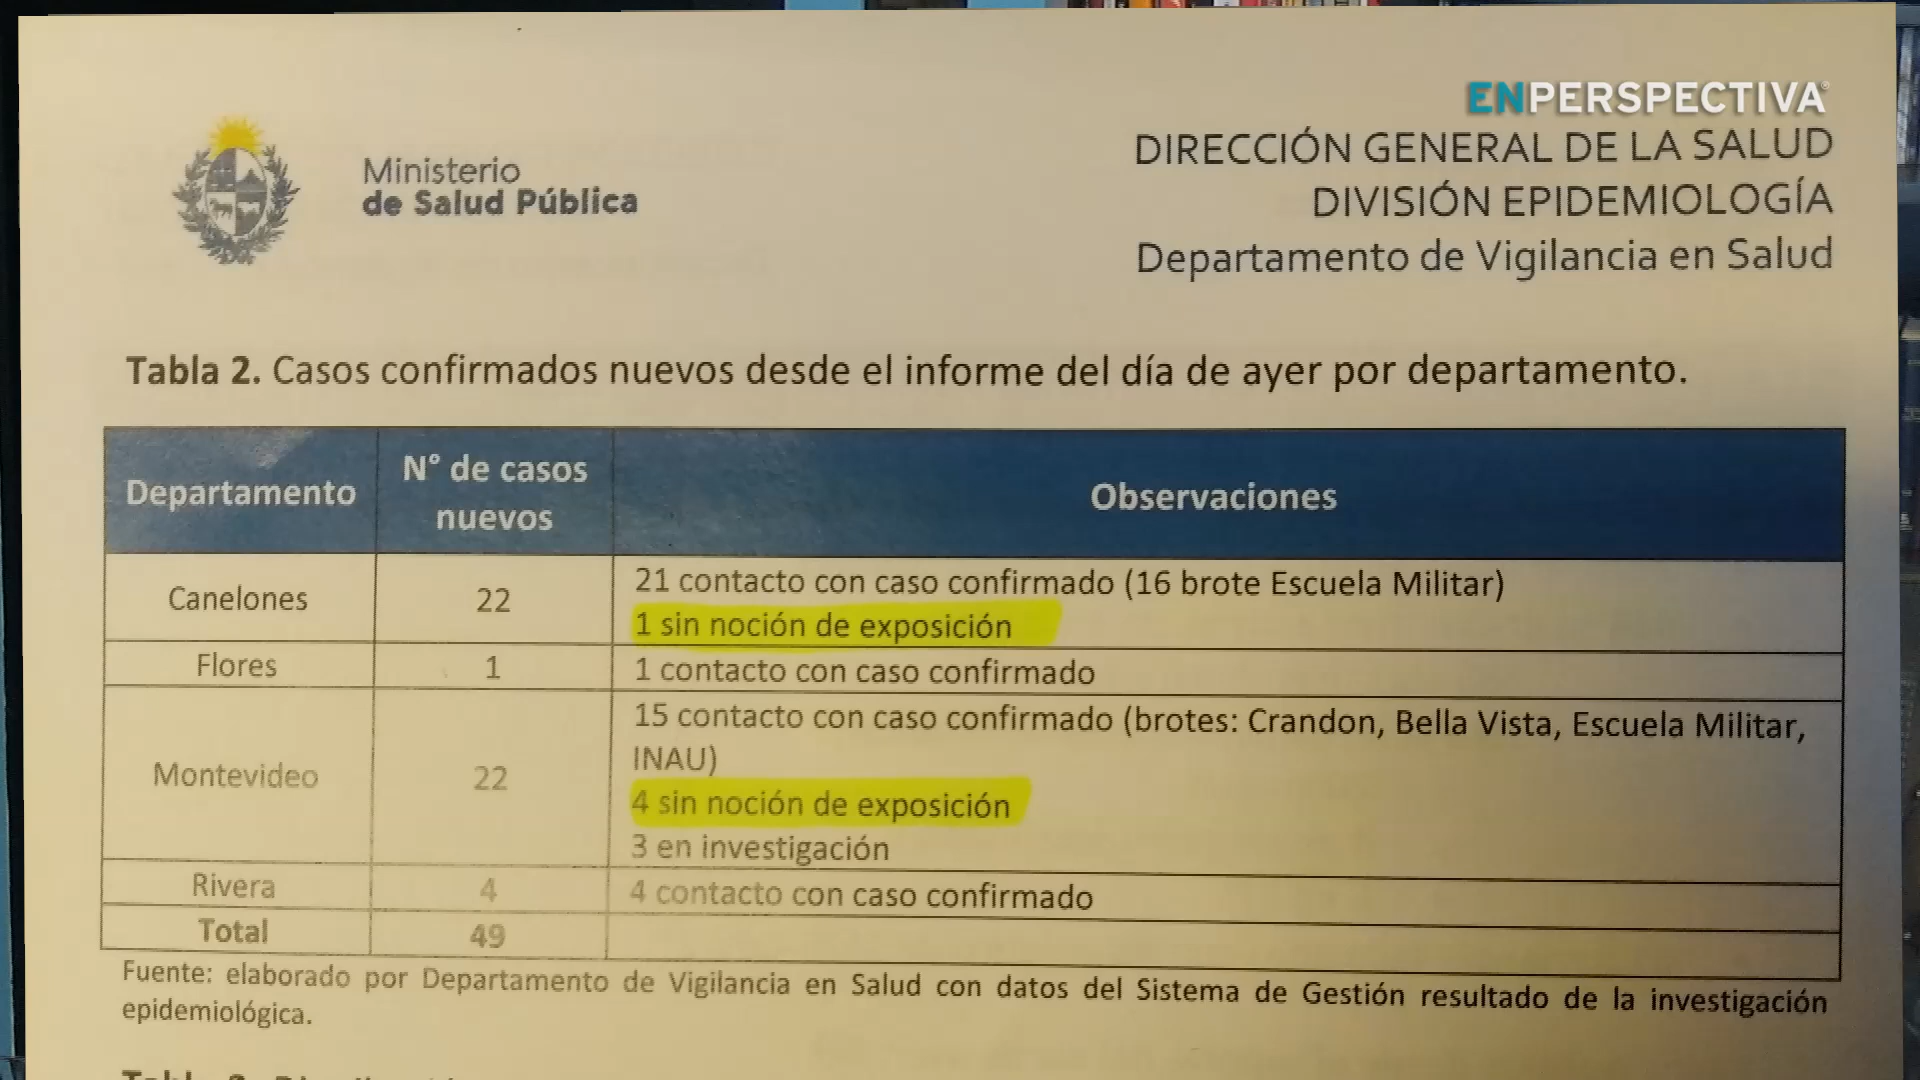 ENPERSPECTIVA
Ministerio
de Salud Pública
DIRECCIÓN GENERAL DE LA SALUD
DIVISIÓN EPIDEMIOLOGÍA
Departamento de Vigilancia en Salud
Tabla 2. Casos confirmados nuevos desde el informe del día de ayer por departamento.
Departamento N° de casos nuevos Observaciones
Canelones 22 21 contacto con caso confirmado (16 brote Escuela Militar)
1 sin noción de exposición
Flores 1 1 contacto con caso confirmado
15 contacto con caso confirmado (brotes: Crandon, Bella Vista, Escuela Militar,
INAU)
Montevideo 22
4 sin noción de exposición
3 en investigación
Rivera 4 4 contacto con caso confirmado
Total 49
Fuente: elaborado por Departamento de Vigilancia en Salud con datos del Sistema de Gestión resultado de la investigación
epidemiológica.